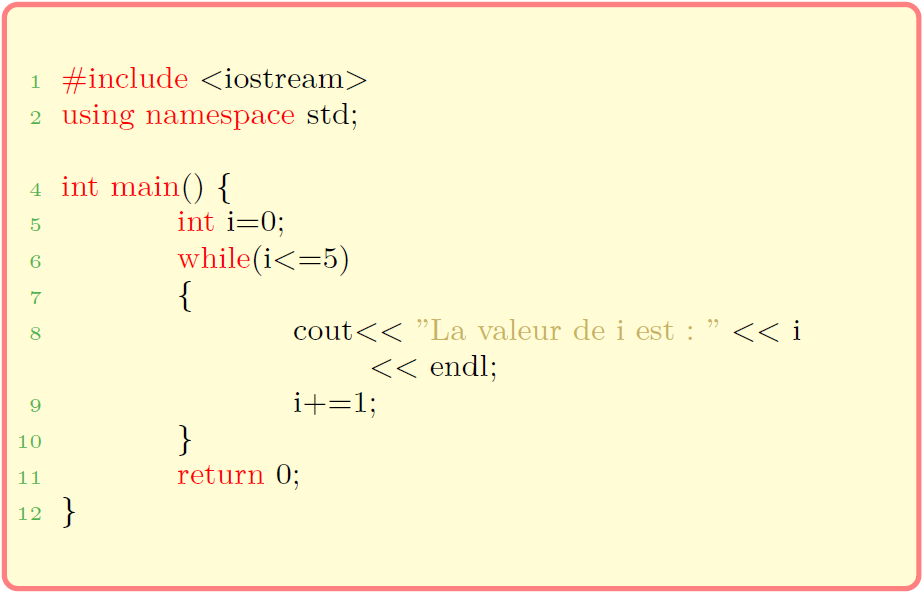 1 #include <iostream>
2 using namespace std;
4 int main() {
5 int i=0;
6 while(i<=5)
7 {
8 cout<< ”La valeur de i est : ” << i
<< endl;
9 i+=1;
10 }
11 return 0;
12 }